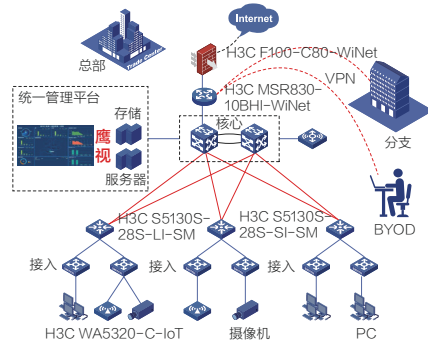 Internet
总部
Trade Center
H3C F100-C80-WiNet
VPN
H3C MSR830-
10BHI-WiNet
统一管理平台
核心
存储
鹰
视
服务器
分支
H3C S5130S-
28S-LI-SM
H3C S5130S-
28S-SI-SM
BYOD
接入
接入
接入
H3C WA5320-C-IoT
摄像机
PC